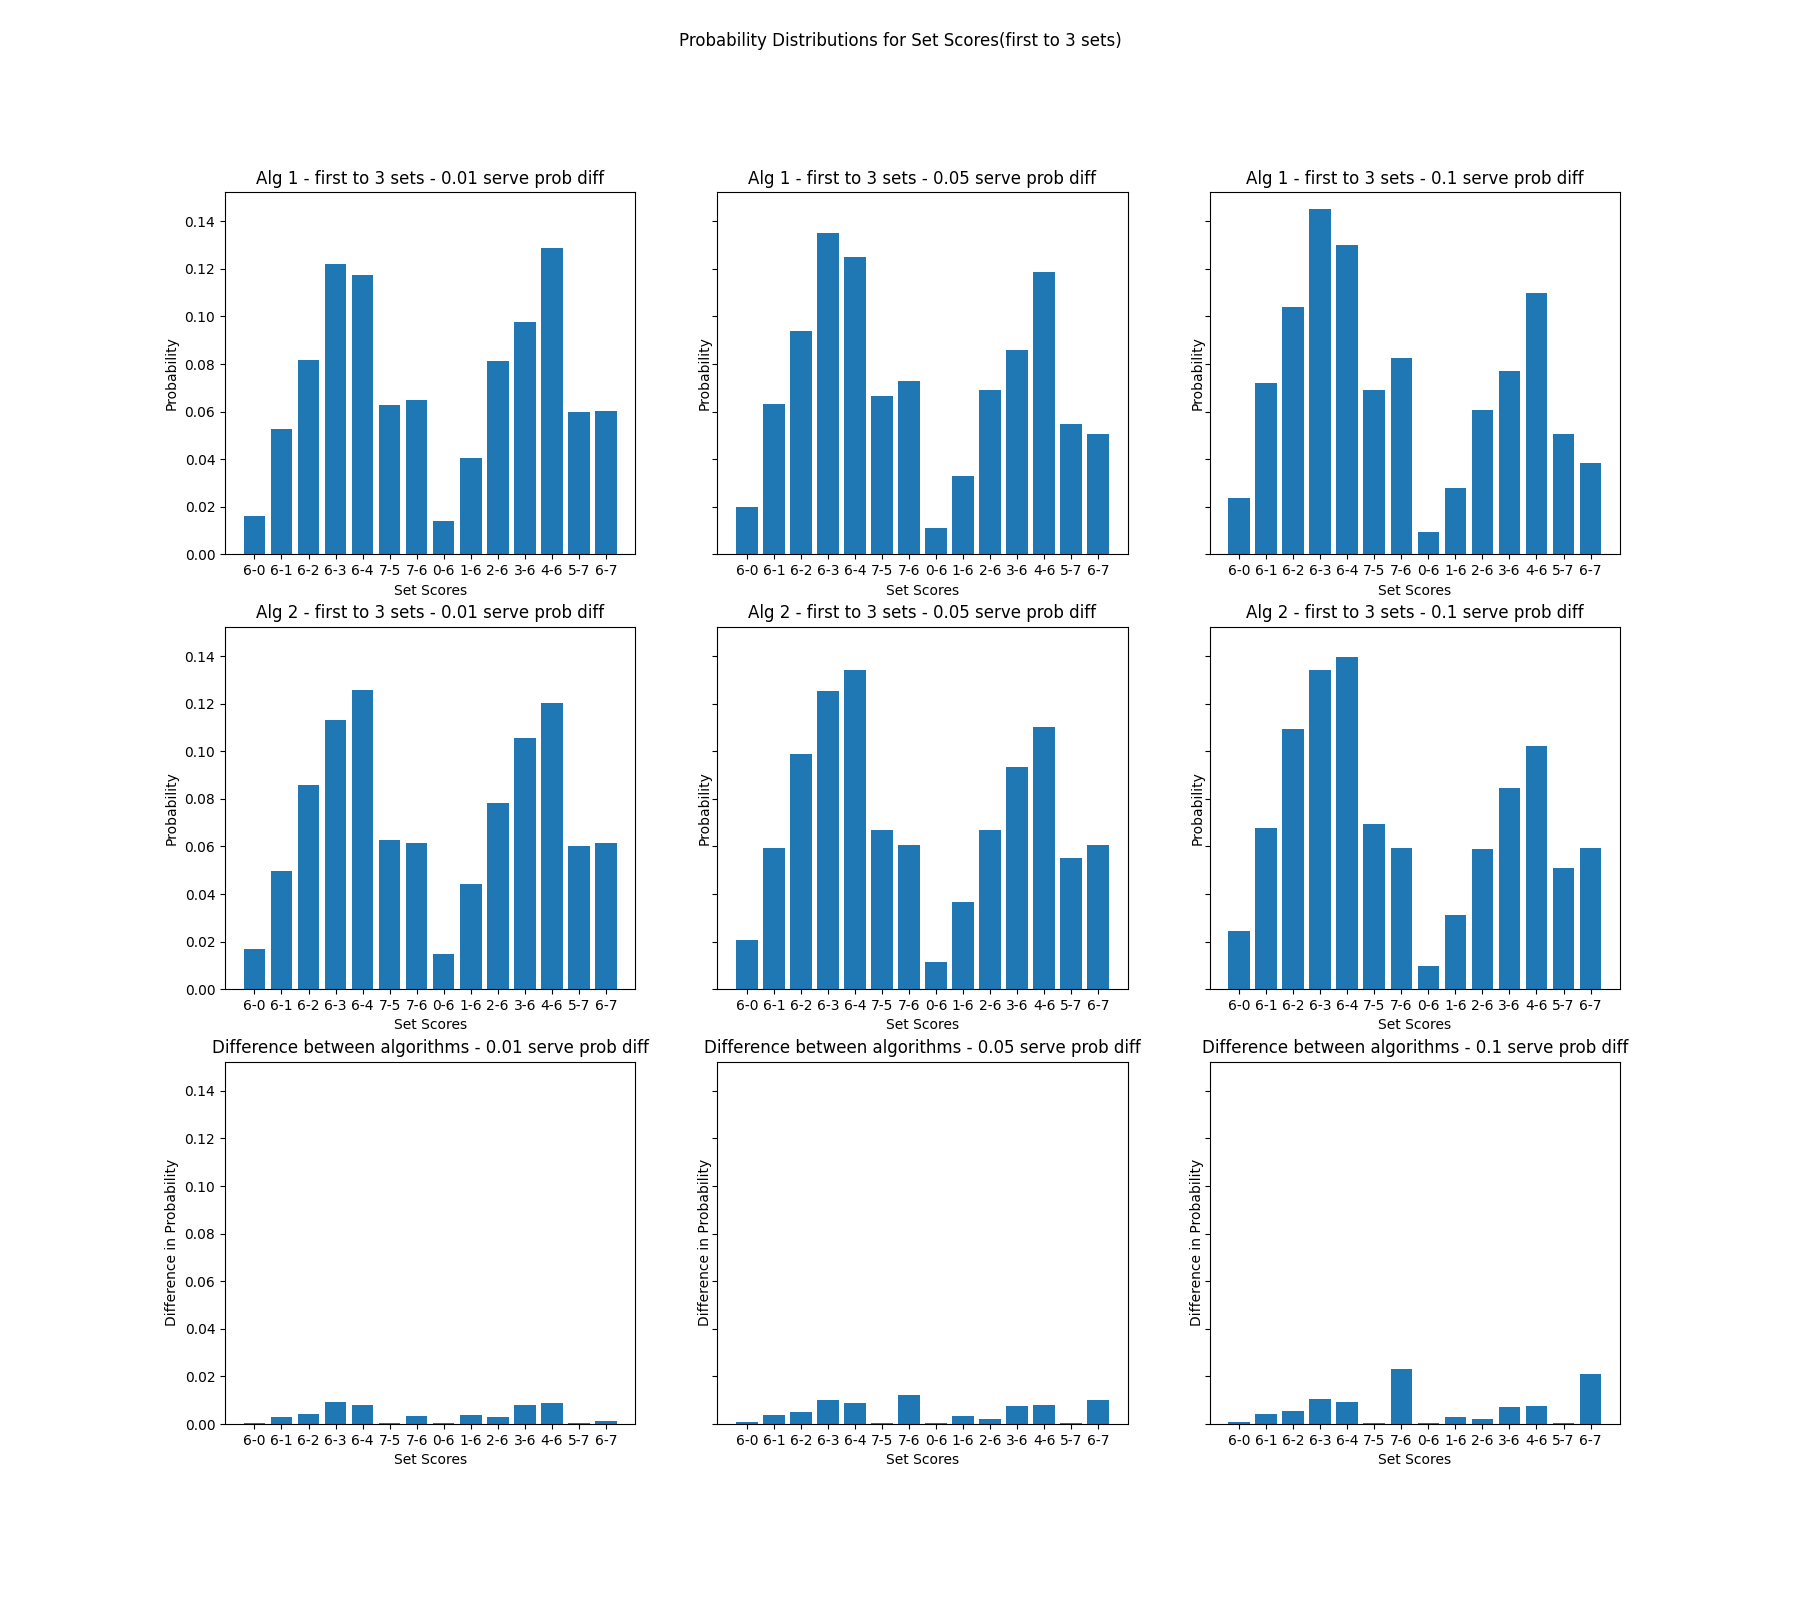 Probability Distributions for Set Scores(first to 3 sets)
Alg 1 - first to 3 sets - 0.01 serve prob diff
Probability
0.14
0.12
0.10
0.08
0.06
0.04
0.02
0.00
6-0 6-1 6-2 6-3 6-4 7-5 7-6 0-6 1-6 2-6 3-6 4-6 5-7 6-7
Set Scores
Alg 1 - first to 3 sets - 0.05 serve prob diff
Probability
6-0 6-1 6-2 6-3 6-4 7-5 7-6 0-6 1-6 2-6 3-6 4-6 5-7 6-7
Set Scores
Alg 1 - first to 3 sets - 0.1 serve prob diff
Probability
6-0 6-1 6-2 6-3 6-4 7-5 7-6 0-6 1-6 2-6 3-6 4-6 5-7 6-7
Set Scores
Alg 2 - first to 3 sets - 0.01 serve prob diff
Probability
0.14
0.12
0.10
0.08
0.06
0.04
0.02
0.00
6-0 6-1 6-2 6-3 6-4 7-5 7-6 0-6 1-6 2-6 3-6 4-6 5-7 6-7
Set Scores
Alg 2 - first to 3 sets - 0.05 serve prob diff
Probability
6-0 6-1 6-2 6-3 6-4 7-5 7-6 0-6 1-6 2-6 3-6 4-6 5-7 6-7
Set Scores
Alg 2 - first to 3 sets - 0.1 serve prob diff
Probability
6-0 6-1 6-2 6-3 6-4 7-5 7-6 0-6 1-6 2-6 3-6 4-6 5-7 6-7
Set Scores
Difference between algorithms - 0.01 serve prob diff
Difference in Probability
0.14
0.12
0.10
0.08
0.06
0.04
0.02
0.00
6-0 6-1 6-2 6-3 6-4 7-5 7-6 0-6 1-6 2-6 3-6 4-6 5-7 6-7
Set Scores
Difference between algorithms - 0.05 serve prob diff
Difference in Probability
6-0 6-1 6-2 6-3 6-4 7-5 7-6 0-6 1-6 2-6 3-6 4-6 5-7 6-7
Set Scores
Difference between algorithms - 0.1 serve prob diff
Difference in Probability
6-0 6-1 6-2 6-3 6-4 7-5 7-6 0-6 1-6 2-6 3-6 4-6 5-7 6-7
Set Scores